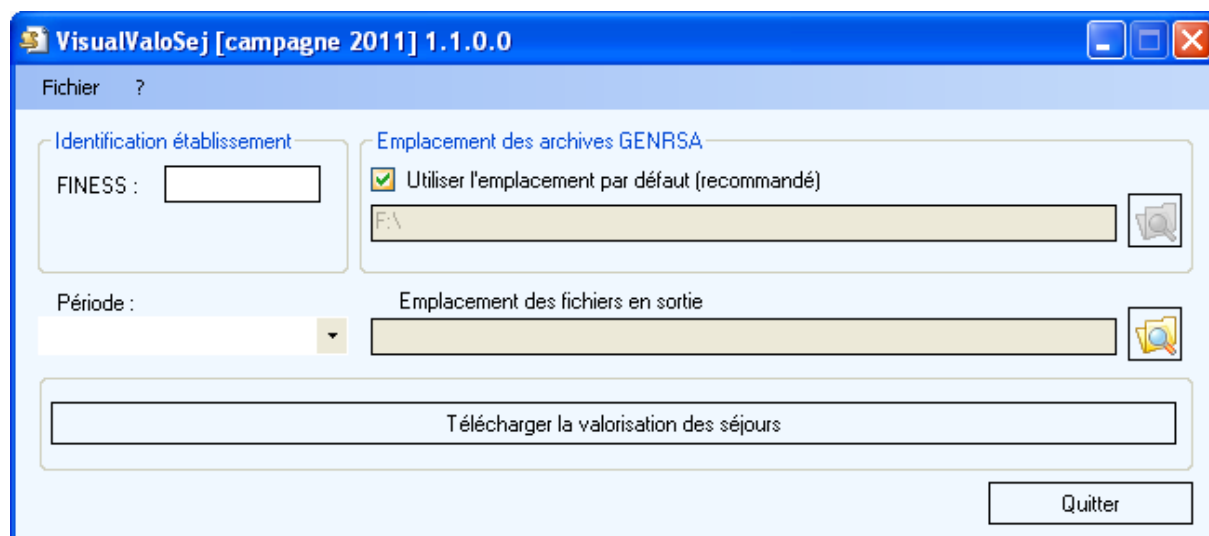 VisualValoSej [campagne 2011] 1.1.0.0
Fichier ?
Identification établissement
FINESS :
Emplacement des archives GENRSA
Utiliser l'emplacement par défaut (recommandé)
F:\
Période :
Emplacement des fichiers en sortie
Télécharger la valorisation des séjours
Quitter